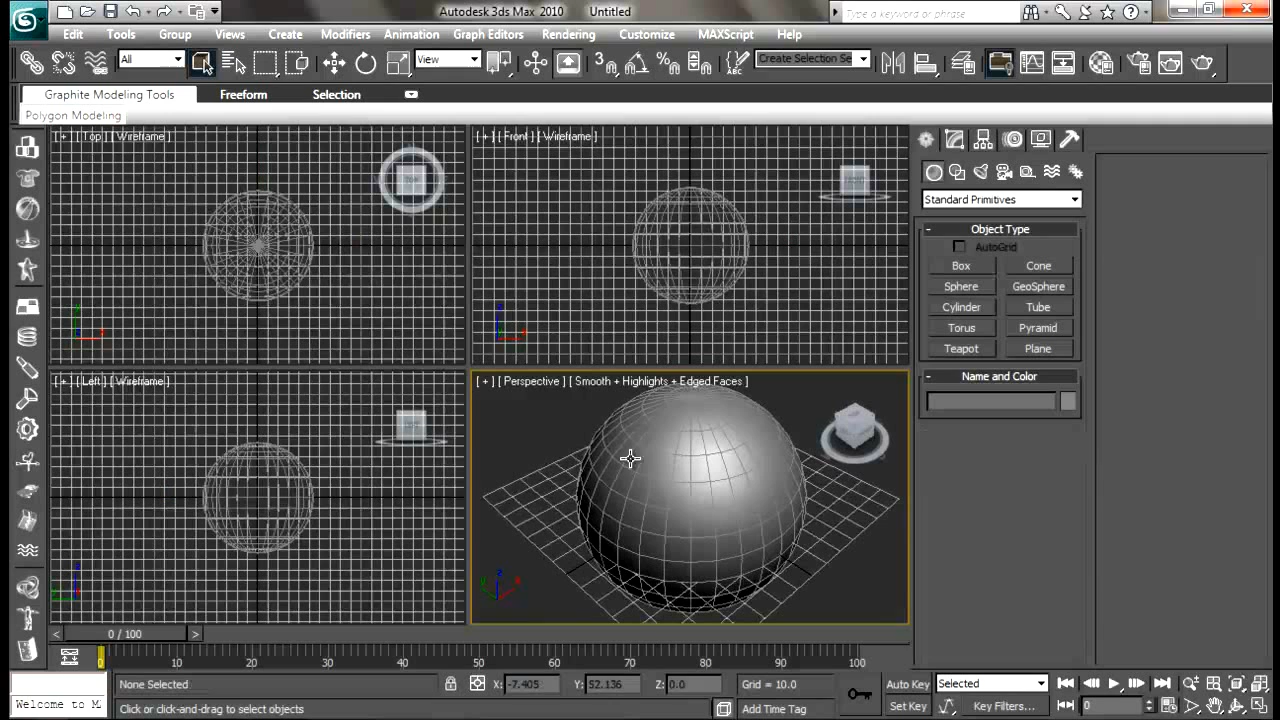 Autodesk 3ds Max 2010 Untitled
Type a keyword or phrase
Edit Tools Group Views Create Modifiers Animation Graph Editors Rendering Customize MAXScript Help
All View Create Selection Se
Graphite Modeling Tools Freeform Selection
Polygon Modeling
[ + ] [ Top ] [ Wireframe ]
TOP
[ + ] [ Front ] [ Wireframe ]
FRONT
Standard Primitives
- Object Type
AutoGrid
Box Cone
Sphere GeoSphere
Cylinder Tube
Torus Pyramid
Teapot Plane
- Name and Color
[ + ] [ Left ] [ Wireframe ]
[ + ] [ Perspective ] [ Smooth + Highlights + Edged Faces ]
< 0 / 100 >
0 10 20 30 40 50 60 70 80 90 100
None Selected X: -7.405 Y: 52.136 Z: 0.0 Grid = 10.0 Auto Key Selected
Welcome to M Click or click-and-drag to select objects Add Time Tag Set Key Key Filters... 0